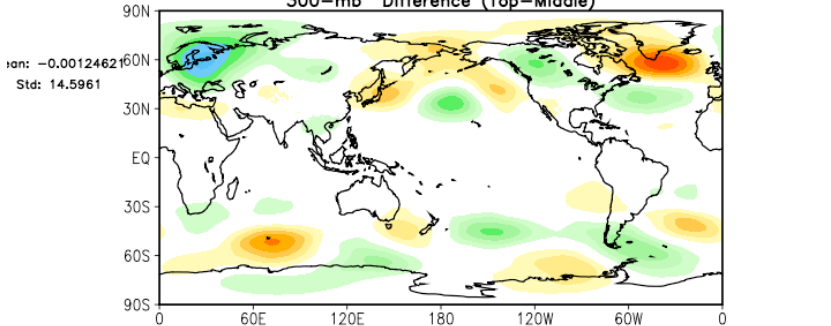 500-mb Difference (Top-Middle)
90N
60N
30N
EQ
30S
60S
90S
an: -0.00124621
Std: 14.5961
0 60E 120E 180 120W 60W 0